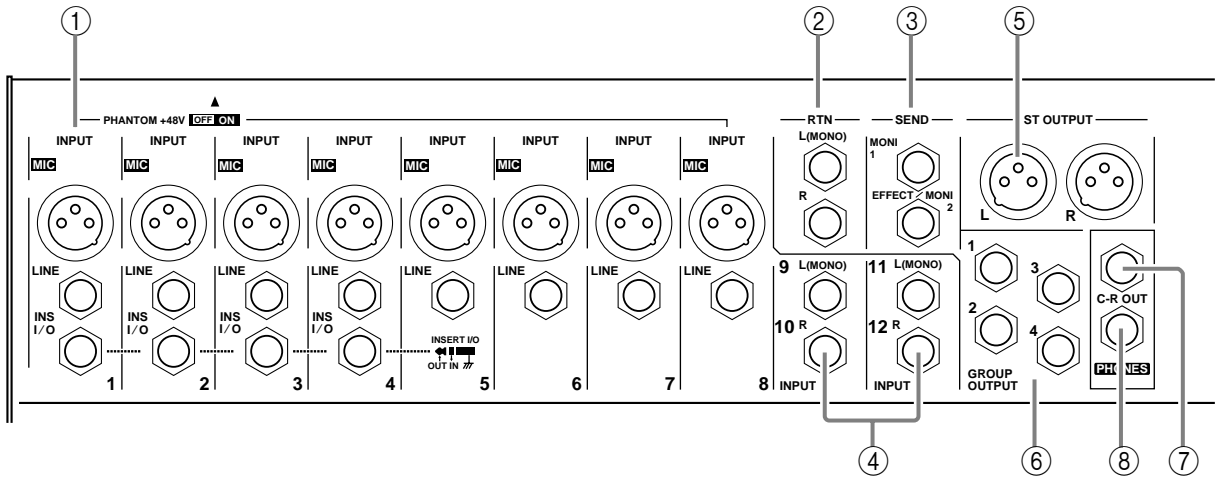 ① ② ③ ⑤
PHANTOM +48V OFF ON
RTN SEND ST OUTPUT
INPUT INPUT INPUT INPUT INPUT INPUT INPUT INPUT
MIC MIC MIC MIC MIC MIC MIC MIC
L(MONO)
R
MONI
1
EFFECT MONI
2
L R
LINE LINE LINE LINE LINE LINE LINE LINE
INS I/O INS I/O INS I/O INS I/O
INSERT I/O
OUT IN
1 2 3 4 5 6 7 8
9 L(MONO)
10 R
INPUT
11 L(MONO)
12 R
INPUT
1 3
2 4
GROUP
OUTPUT
C-R OUT
PHONES
④ ⑥ ⑧ ⑦